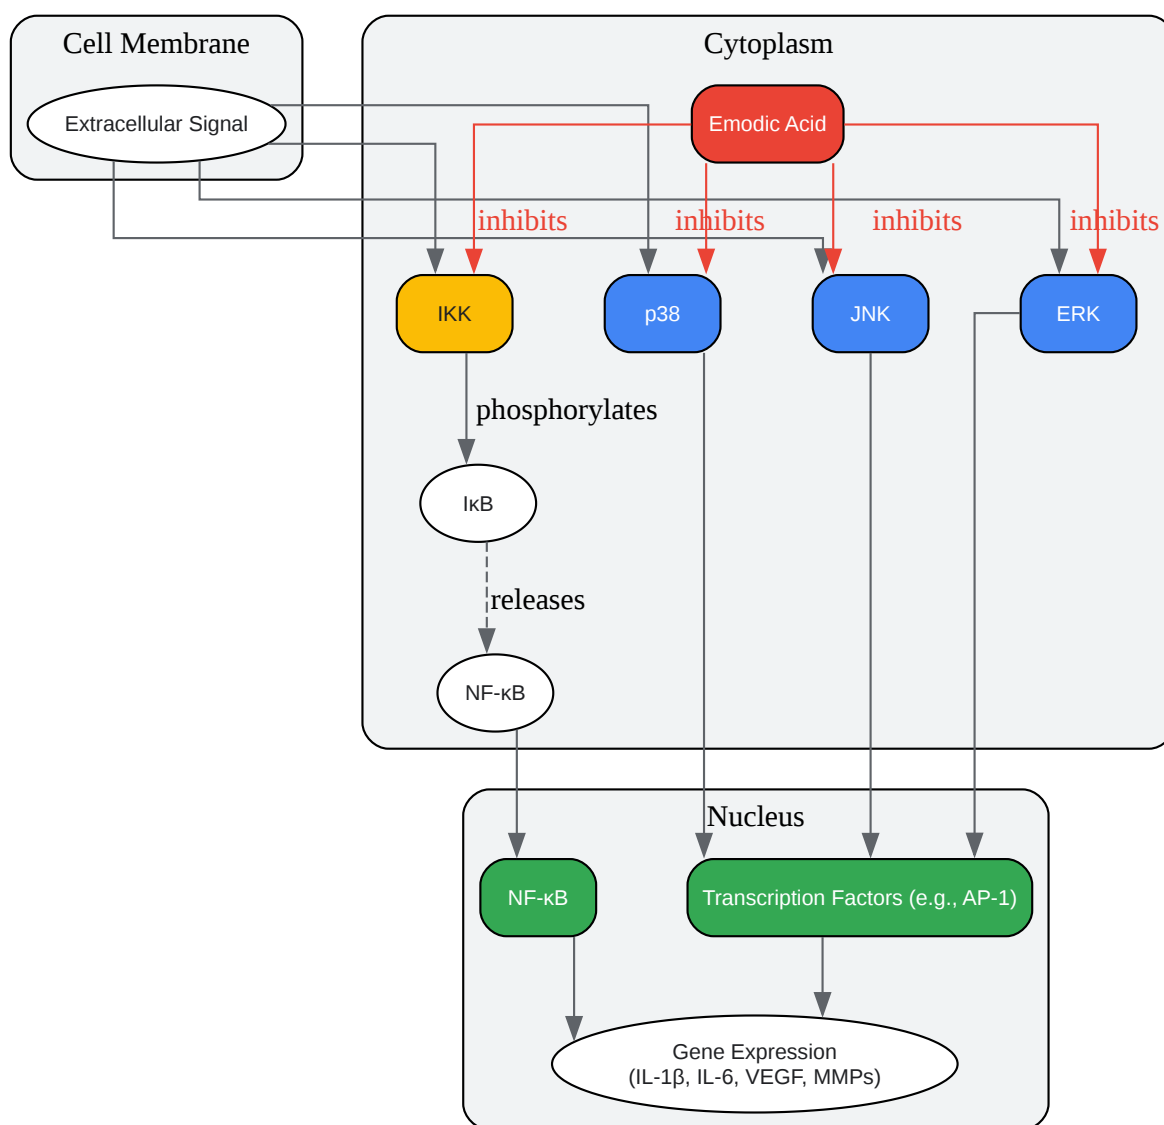 Cell Membrane
Cytoplasm
Extracellular Signal
Emodic Acid
inhibits
inhibits
inhibits
inhibits
IKK
p38
JNK
ERK
phosphorylates
IκB
releases
NF-κB
Nucleus
NF-κB
Transcription Factors (e.g., AP-1)
Gene Expression
(IL-1β, IL-6, VEGF, MMPs)